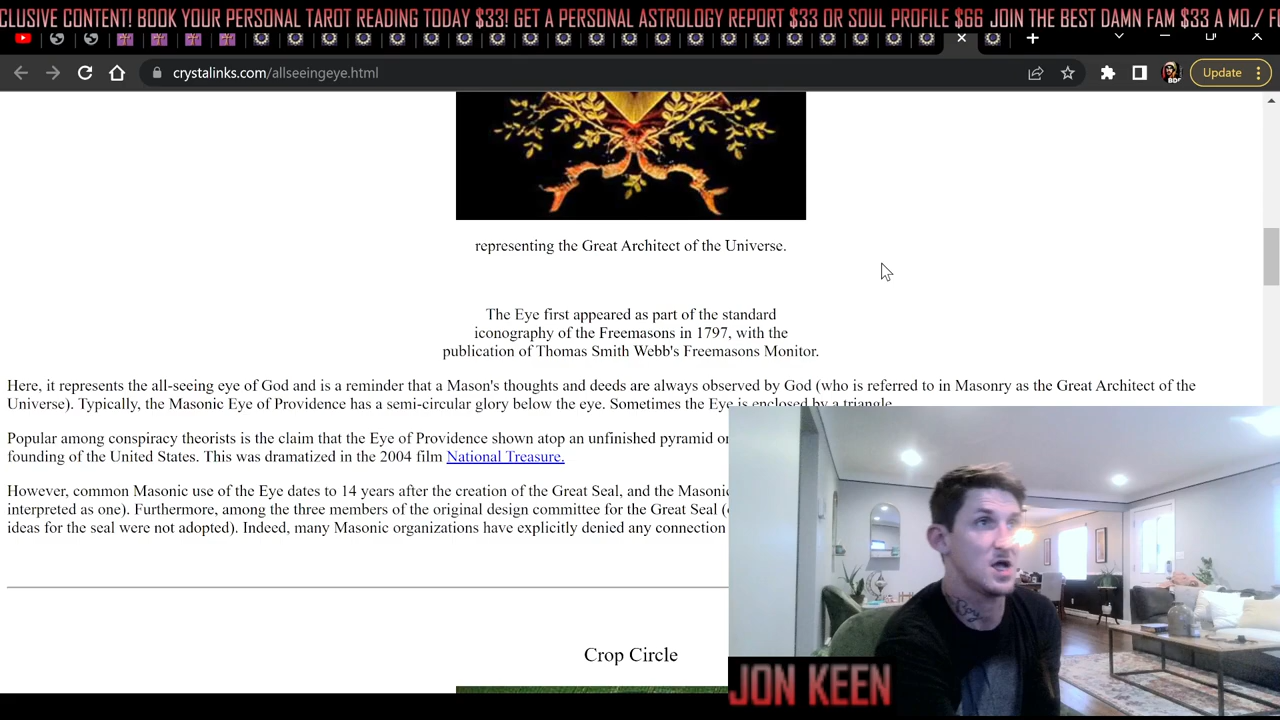 CLUSIVE CONTENT! BOOK YOUR PERSONAL TAROT READING TODAY $33! GET A PERSONAL ASTROLOGY REPORT $33 OR SOUL PROFILE $66 JOIN THE BEST DAMN FAM $33 A MO./ F
crystalinks.com/allseeingeye.html
Update
representing the Great Architect of the Universe.
The Eye first appeared as part of the standard
iconography of the Freemasons in 1797, with the
publication of Thomas Smith Webb's Freemasons Monitor.
Here, it represents the all-seeing eye of God and is a reminder that a Mason's thoughts and deeds are always observed by God (who is referred to in Masonry as the Great Architect of the
Universe). Typically, the Masonic Eye of Providence has a semi-circular glory below the eye. Sometimes the Eye is enclosed by a triangle.
Popular among conspiracy theorists is the claim that the Eye of Providence shown atop an unfinished pyramid
founding of the United States. This was dramatized in the 2004 film National Treasure.
However, common Masonic use of the Eye dates to 14 years after the creation of the Great Seal, and the
interpreted as one). Furthermore, among the three members of the original design committee for the Great Seal
ideas for the seal were not adopted). Indeed, many Masonic organizations have explicitly denied any connection
Crop Circle
JON KEEN